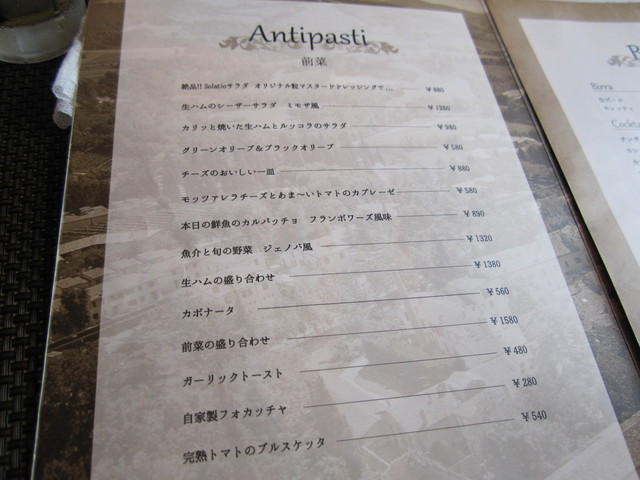 Antipasti
前菜
絶品!! Solatioサラダ オリジナル粒マスタードドレッシングで... ¥880
生ハムのシーザーサラダ ミモザ風 ¥1280
カリッと焼いた生ハムとルッコラのサラダ ¥980
グリーンオリーブ&ブラックオリーブ ¥580
チーズのおいしい一皿 ¥880
モッツアレラチーズとあま〜いトマトのカプレーゼ ¥580
本日の鮮魚のカルパッチョ フランボワーズ風味 ¥890
魚介と旬の野菜 ジェノバ風 ¥1320
生ハムの盛り合わせ ¥1380
カポナータ ¥560
前菜の盛り合わせ ¥1580
ガーリックトースト ¥480
自家製フォカッチャ ¥280
完熟トマトのブルスケッタ ¥540
Birra
生ビール